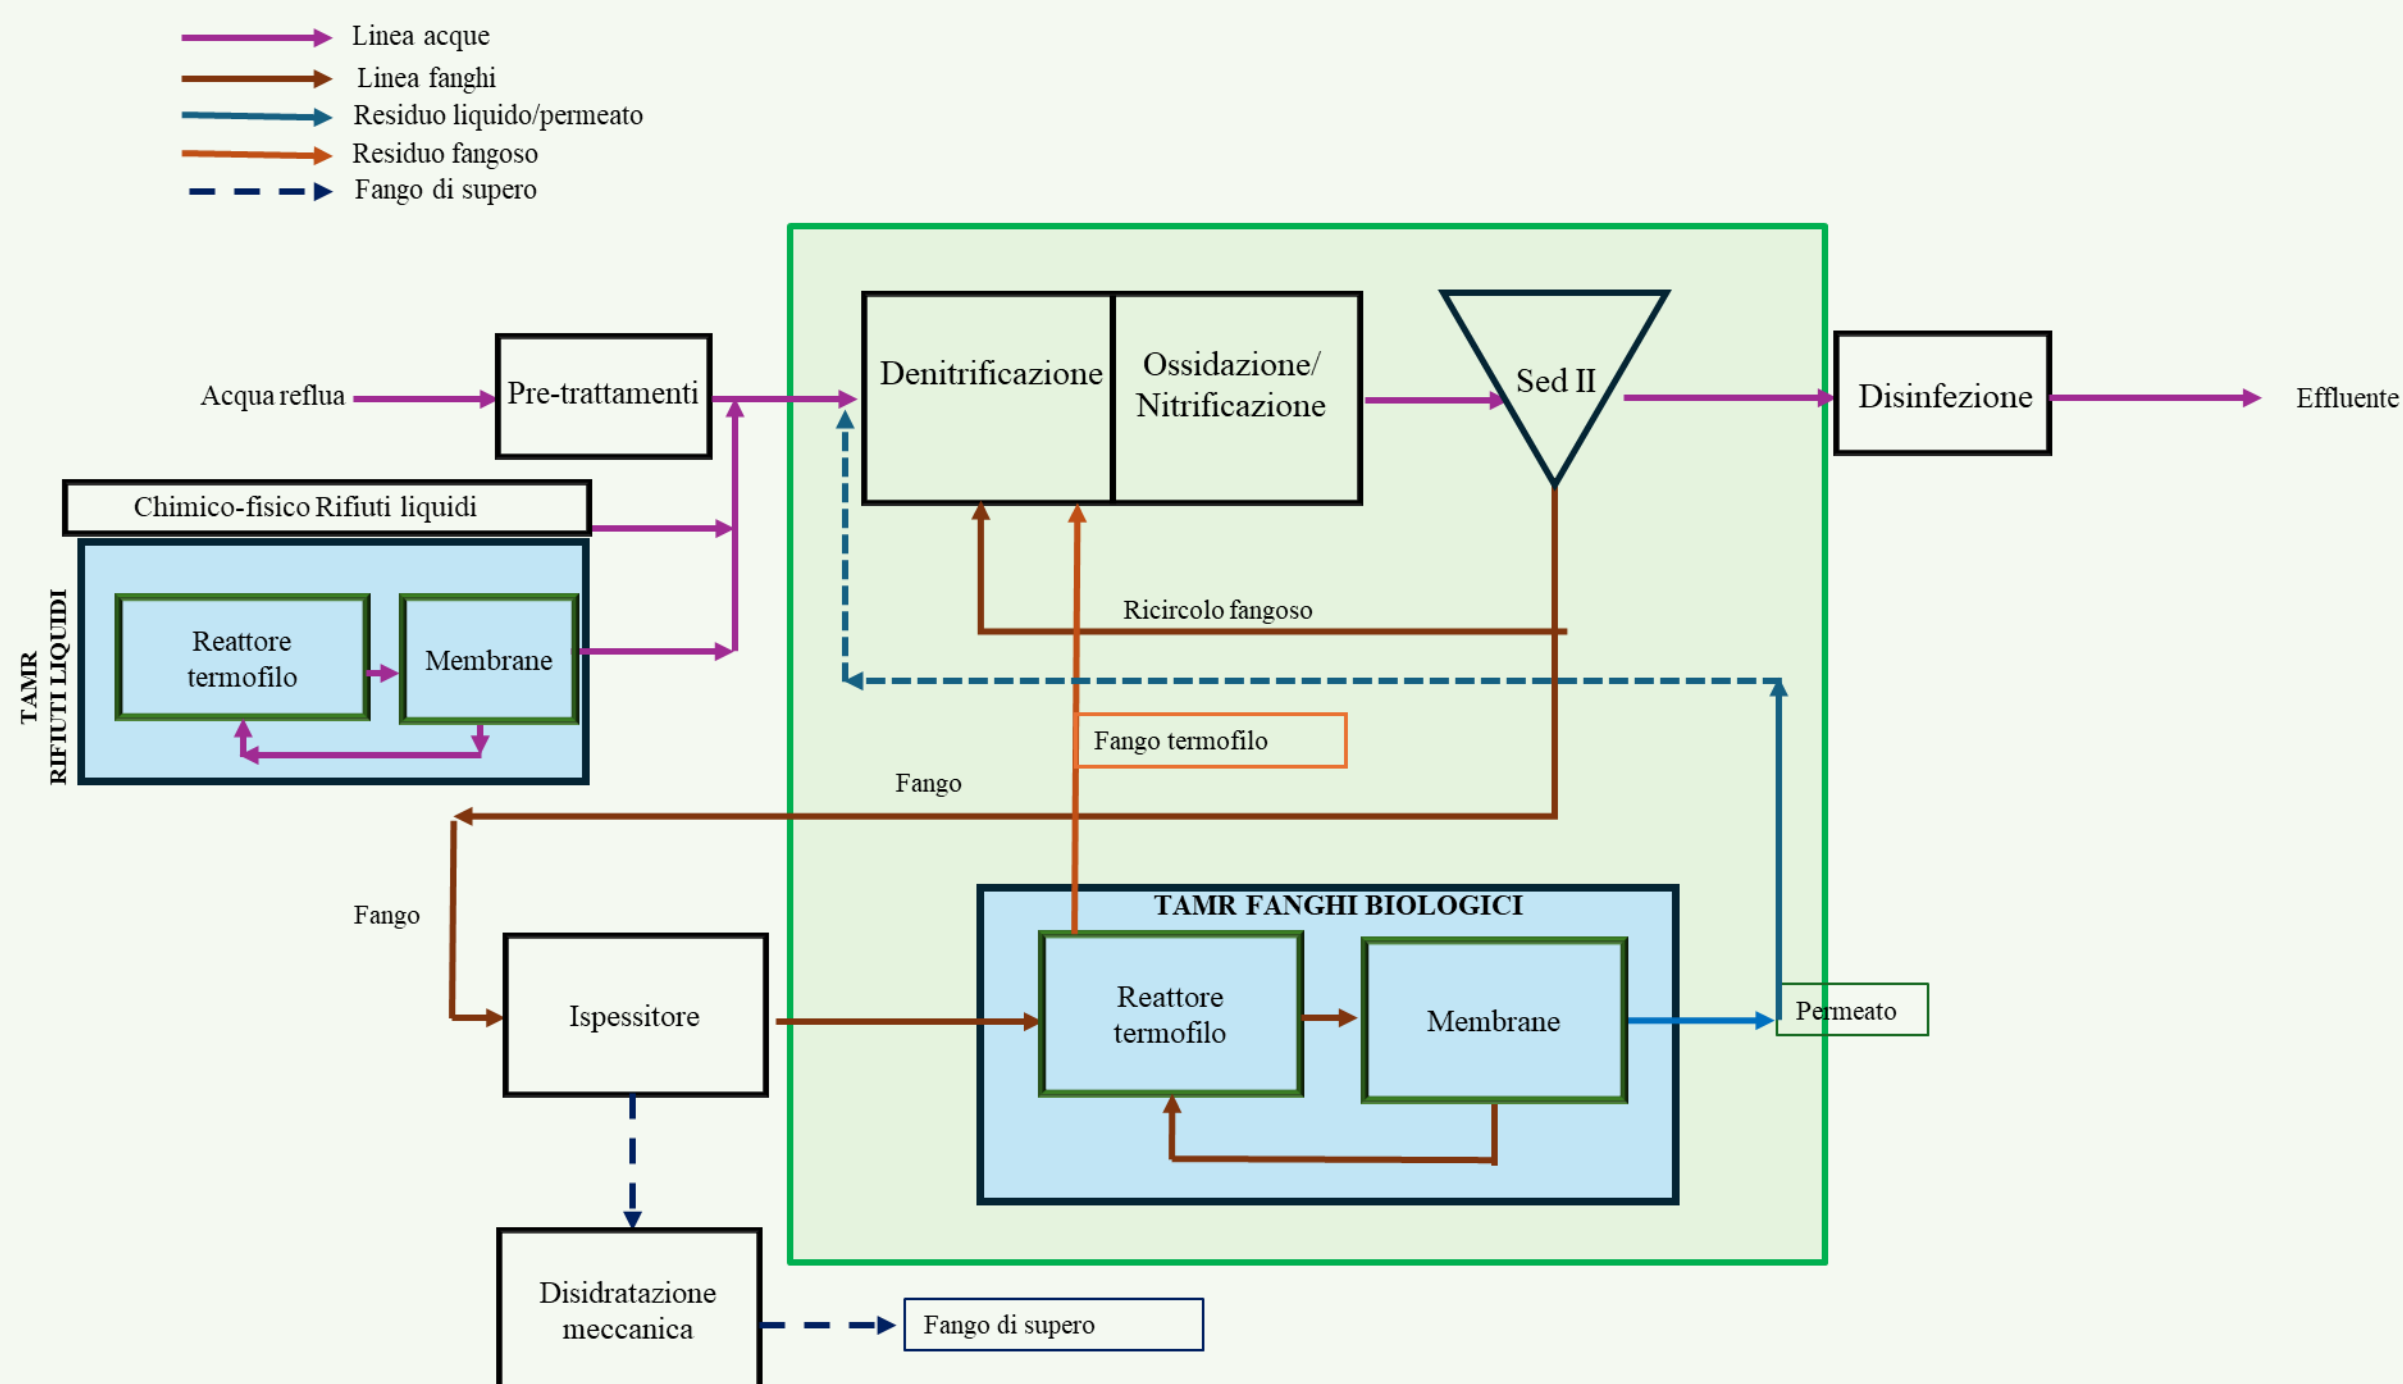 Linea acque
Linea fanghi
Residuo liquido/permeato
Residuo fangoso
Fango di supero
Acqua reflua
Pre-trattamenti
Denitrificazione
Ossidazione/
Nitrificazione
Sed II
Disinfezione
Effluente
Chimico-fisico Rifiuti liquidi
TAMR
RIFIUTI LIQUIDI
Reattore
termofilo
Membrane
Ricircolo fangoso
Fango termofilo
Fango
Fango
Ispessitore
TAMR FANGHI BIOLOGICI
Reattore
termofilo
Membrane
Permeato
Disidratazione
meccanica
Fango di supero